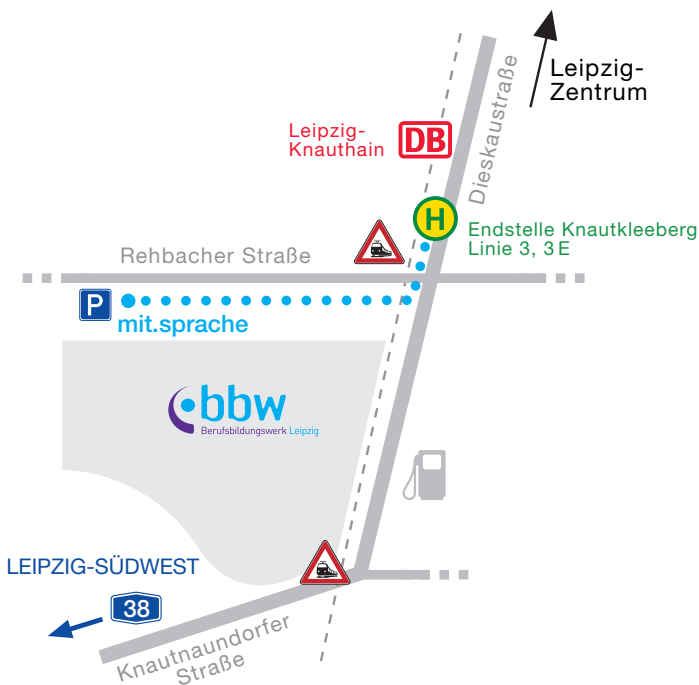 Leipzig-
Zentrum
Dieskaustraße
Leipzig-
Knauthain
DB
H
Endstelle Knautkleeberg
Linie 3, 3 E
Rehbacher Straße
P
mit.sprache
bbw
Berufsbildungswerk Leipzig
LEIPZIG-SÜDWEST
38
Knautnaundorfer
Straße